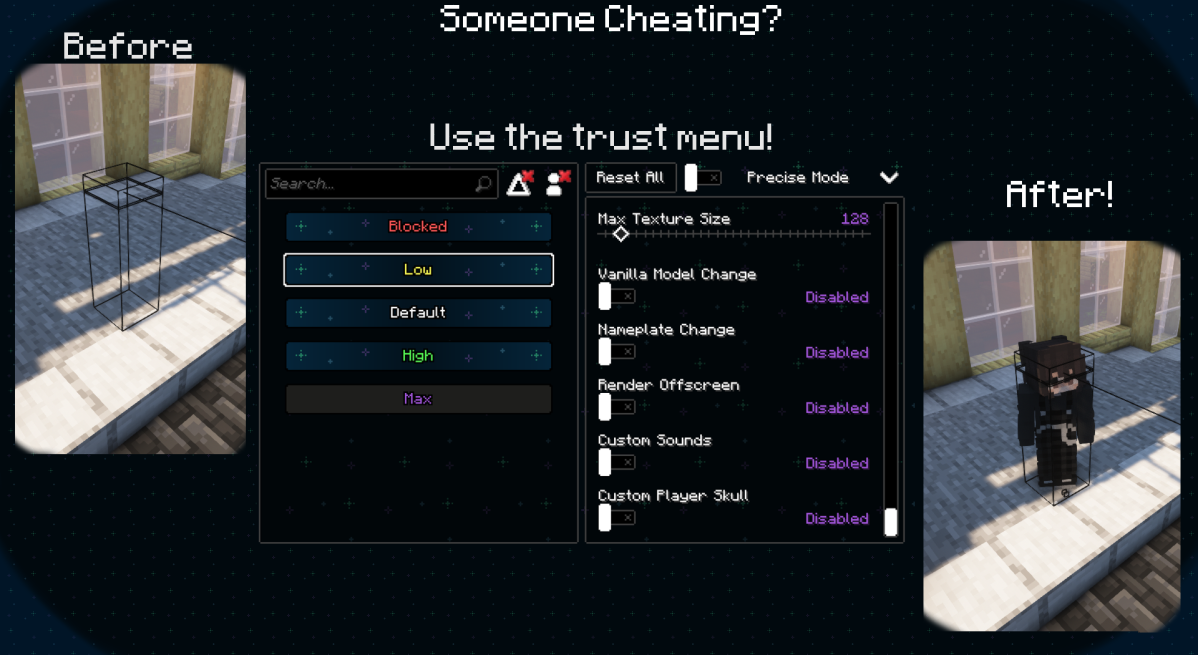 Someone Cheating?
Before
Use the trust menu!
Search...
Reset All
Precise Mode
After!
Blocked
Low
Default
High
Max
Max Texture Size 128
Vanilla Model Change
Disabled
Nameplate Change
Disabled
Render Offscreen
Disabled
Custom Sounds
Disabled
Custom Player Skull
Disabled